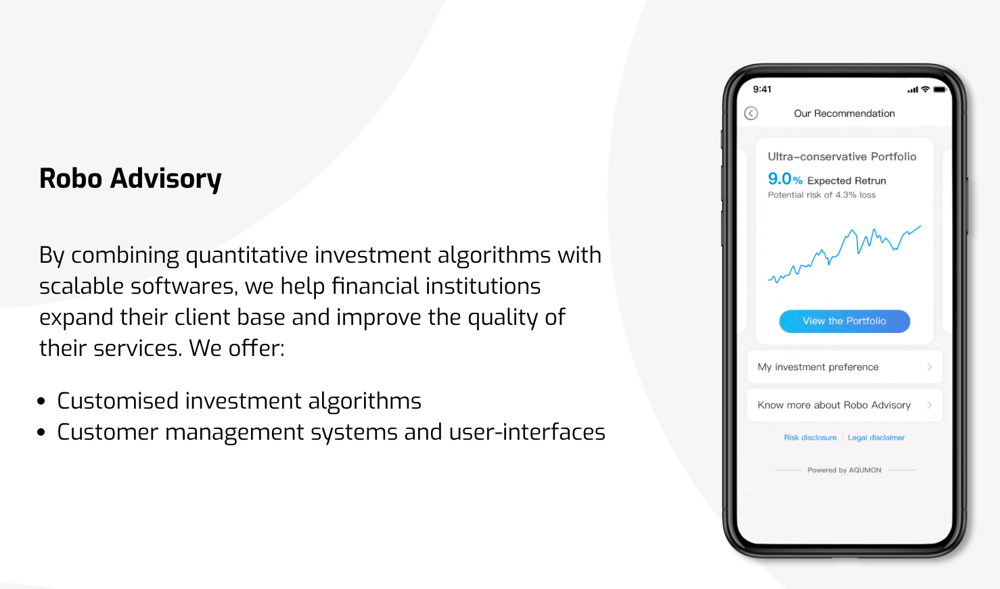 Robo Advisory
By combining quantitative investment algorithms with
scalable softwares, we help financial institutions
expand their client base and improve the quality of
their services. We offer:
• Customised investment algorithms
• Customer management systems and user-interfaces
9:41
Our Recommendation
Ultra-conservative Portfolio
9.0% Expected Retrun
Potential risk of 4.3% loss
View the Portfolio
My investment preference
Know more about Robo Advisory
Risk disclosure | Legal disclaimer
Powered by AQUMON